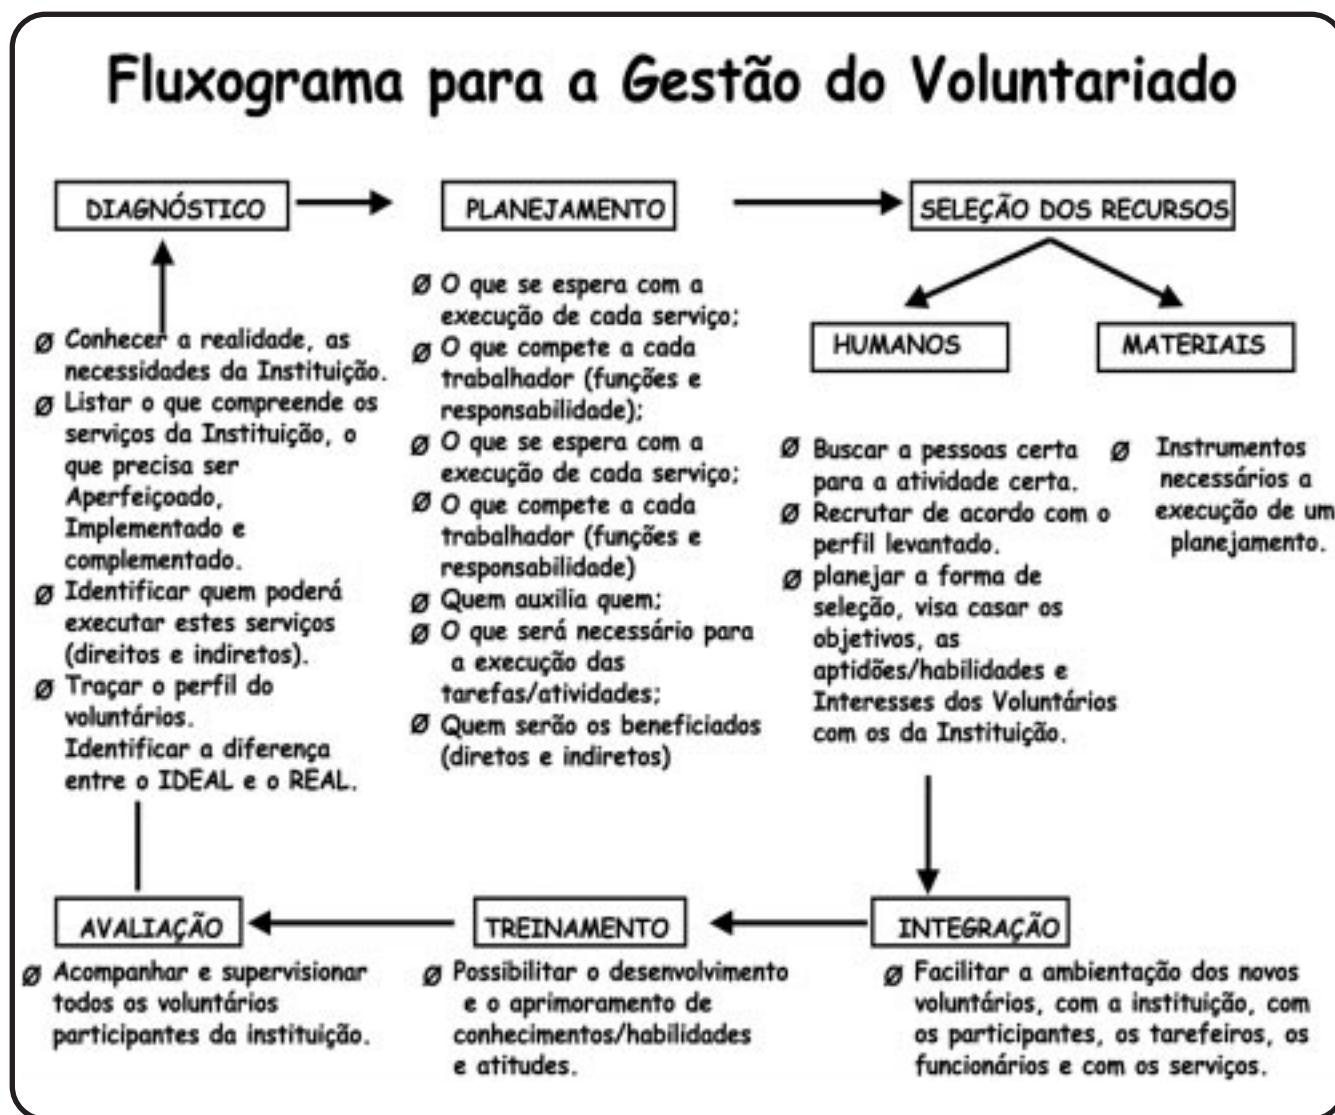 Fluxograma para a Gestão do Voluntariado
DIAGNÓSTICO
PLANEJAMENTO
SELEÇÃO DOS RECURSOS
Ø Conhecer a realidade, as
necessidades da Instituição.
Ø Listar o que compreende os
serviços da Instituição, o
que precisa ser
Aperfeiçoado,
Implementado e
complementado.
Ø Identificar quem poderá
executar estes serviços
(direitos e indiretos).
Ø Traçar o perfil do
voluntários.
Identificar a diferença
entre o IDEAL e o REAL.
Ø O que se espera com a
execução de cada serviço;
Ø O que compete a cada
trabalhador (funções e
responsabilidade);
Ø O que se espera com a
execução de cada serviço;
Ø O que compete a cada
trabalhador (funções e
responsabilidade)
Ø Quem auxilia quem;
Ø O que será necessário para
a execução das
tarefas/atividades;
Ø Quem serão os beneficiados
(diretos e indiretos)
HUMANOS
MATERIAIS
Ø Buscar a pessoas certa
para a atividade certa.
Ø Recrutar de acordo com o
perfil levantado.
Ø planejar a forma de
seleção, visa casar os
objetivos, as
aptidões/habilidades e
Interesses dos Voluntários
com os da Instituição.
Ø Instrumentos
necessários a
execução de um
planejamento.
AVALIAÇÃO
TREINAMENTO
INTEGRAÇÃO
Ø Acompanhar e supervisionar
todos os voluntários
participantes da instituição.
Ø Possibilitar o desenvolvimento
e o aprimoramento de
conhecimentos/habilidades
e atitudes.
Ø Facilitar a ambientação dos novos
voluntários, com a instituição, com
os participantes, os tarefeiros, os
funcionários e com os serviços.